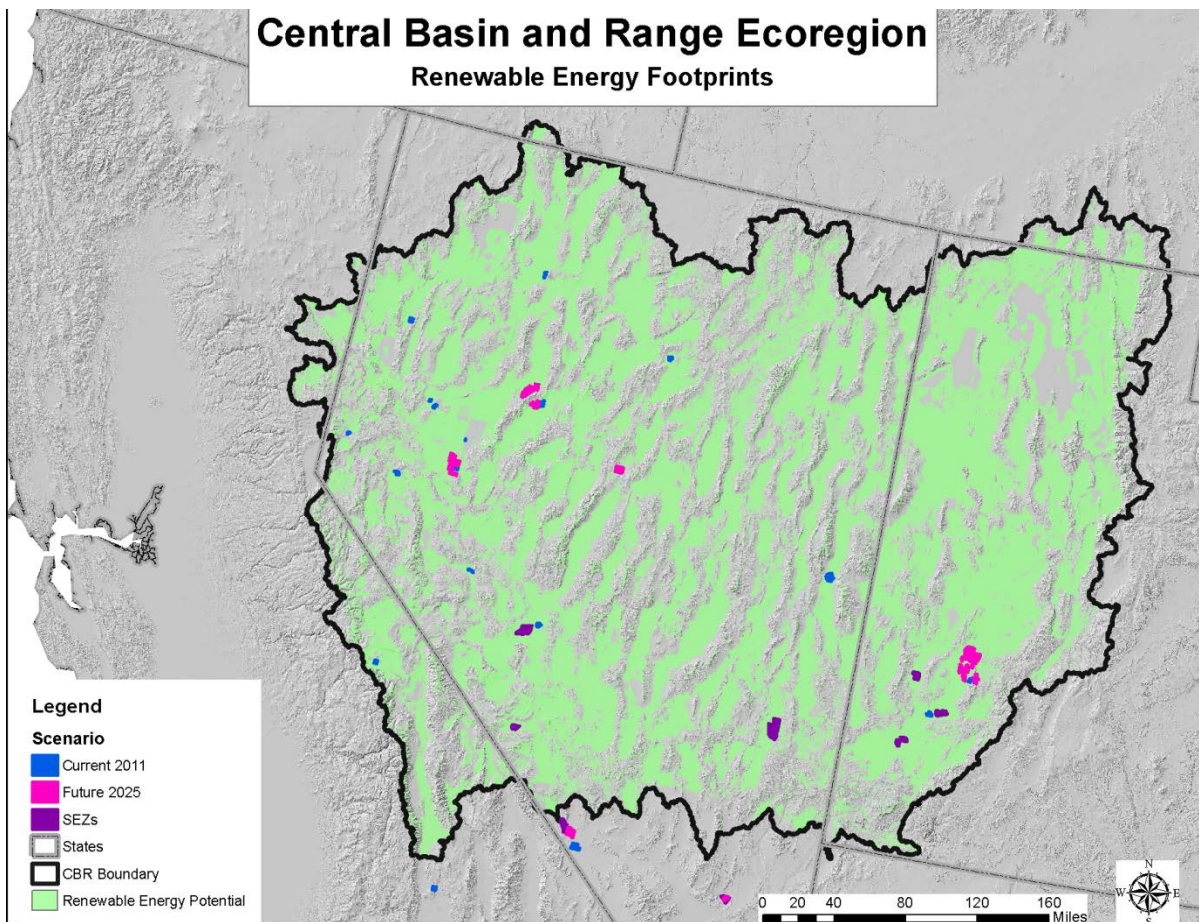 Central Basin and Range Ecoregion
Renewable Energy Footprints
Legend
Scenario
Current 2011
Future 2025
SEZs
States
CBR Boundary
Renewable Energy Potential
0 20 40 80 120 160
Miles
N
W E
S